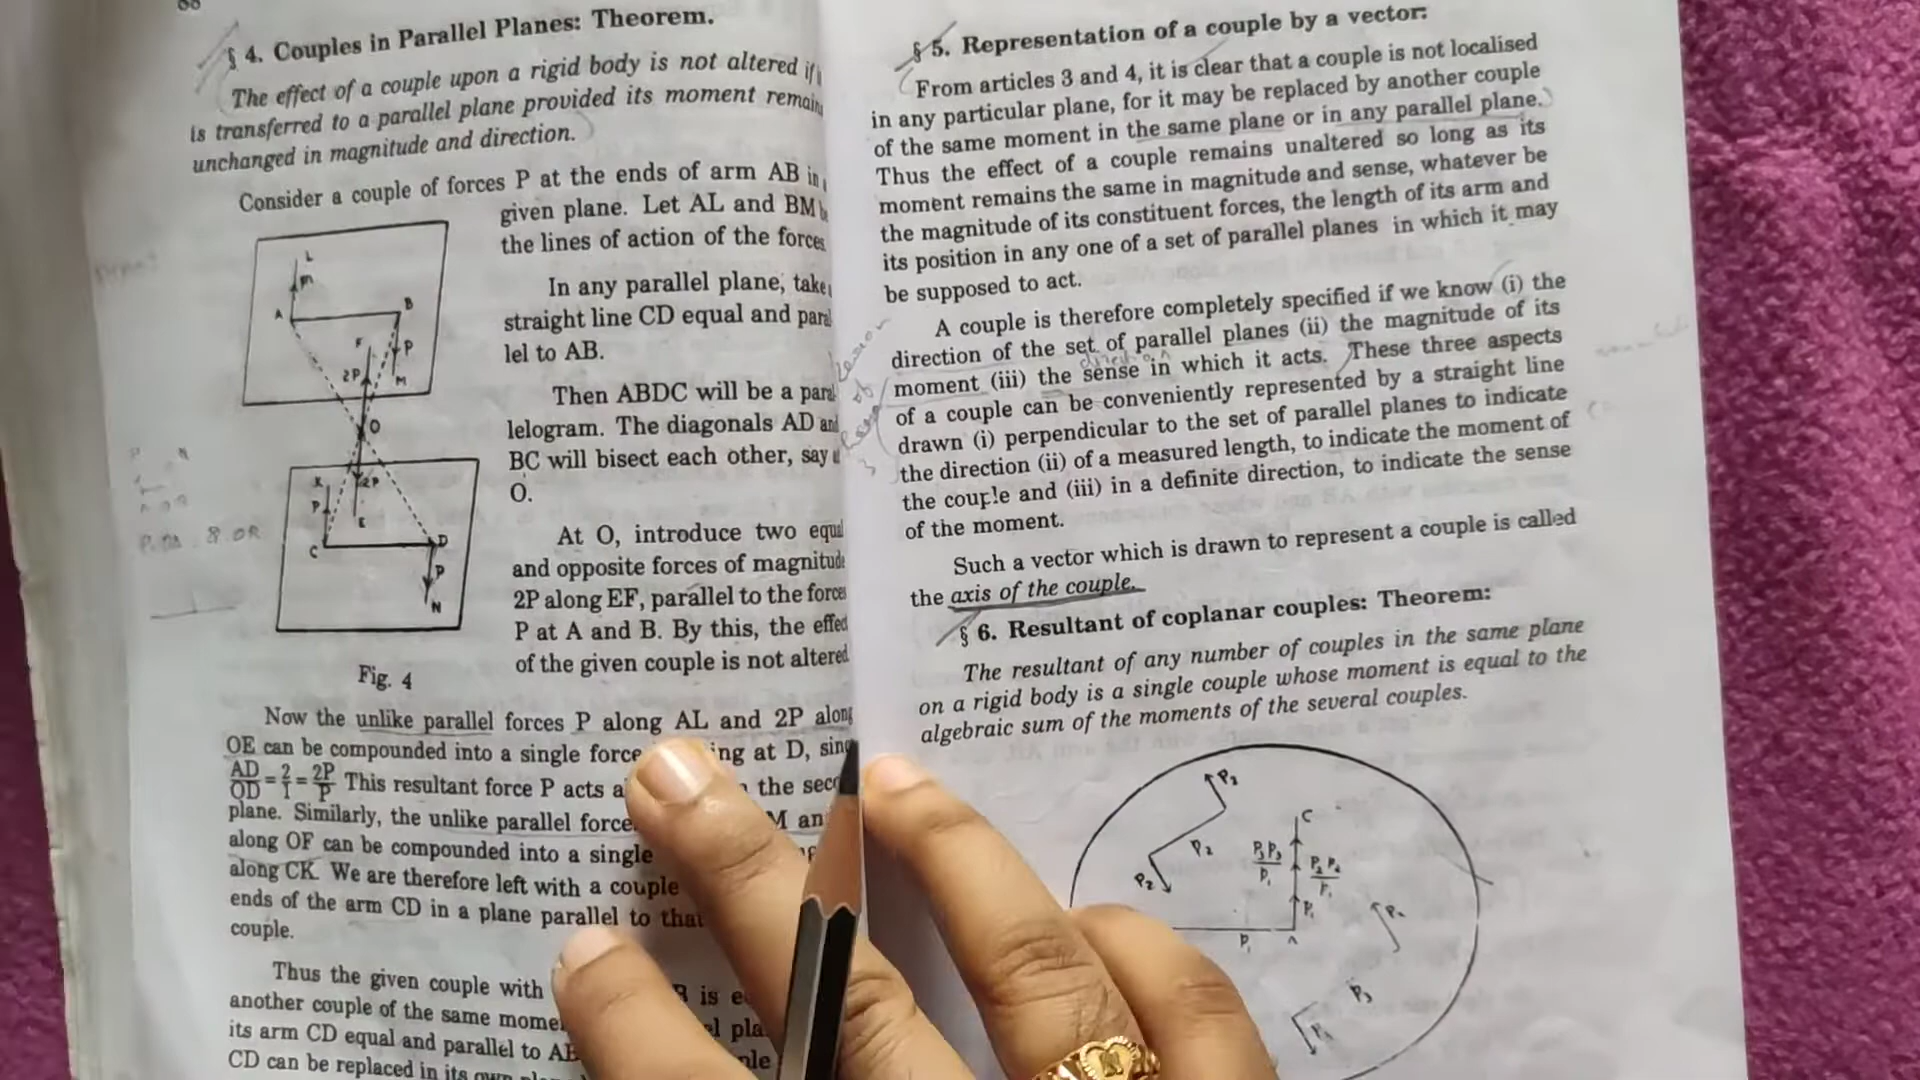 § 4. Couples in Parallel Planes: Theorem.
The effect of a couple upon a rigid body is not altered if
is transferred to a parallel plane provided its moment remain
unchanged in magnitude and direction.
Consider a couple of forces P at the ends of arm AB in
given plane. Let AL and BM
the lines of action of the forces
In any parallel plane, take
straight line CD equal and paral
lel to AB.
Then ABDC will be a paral
lelogram. The diagonals AD and
BC will bisect each other, say
O.
At O, introduce two equal
and opposite forces of magnitude
2P along EF, parallel to the forces
P at A and B. By this, the effect
of the given couple is not altered
L
A
B
F
P
2P
M
O
K
2P
P
E
C
D
P
N
Fig. 4
Now the unlike parallel forces P along AL and 2P along
OE can be compounded into a single force ing at D, sinc
AD/OD = 2/1 = 2P/P This resultant force P acts a the seco
plane. Similarly, the unlike parallel force M an
along OF can be compounded into a single
along CK. We are therefore left with a couple
ends of the arm CD in a plane parallel to that
couple.
Thus the given couple with B is e
another couple of the same mome el pla
its arm CD equal and parallel to AB
CD can be replaced in its own
§ 5. Representation of a couple by a vector:
From articles 3 and 4, it is clear that a couple is not localised
in any particular plane, for it may be replaced by another couple
of the same moment in the same plane or in any parallel plane.
Thus the effect of a couple remains unaltered so long as its
moment remains the same in magnitude and sense, whatever be
the magnitude of its constituent forces, the length of its arm and
its position in any one of a set of parallel planes in which it may
be supposed to act.
A couple is therefore completely specified if we know (i) the
direction of the set of parallel planes (ii) the magnitude of its
direction
moment (iii) the sense in which it acts. These three aspects
of a couple can be conveniently represented by a straight line
drawn (i) perpendicular to the set of parallel planes to indicate
the direction (ii) of a measured length, to indicate the moment of
the couple and (iii) in a definite direction, to indicate the sense
of the moment.
Such a vector which is drawn to represent a couple is called
the axis of the couple.
§ 6. Resultant of coplanar couples: Theorem:
The resultant of any number of couples in the same plane
on a rigid body is a single couple whose moment is equal to the
algebraic sum of the moments of the several couples.
C
P₂
P₂
P₁
A